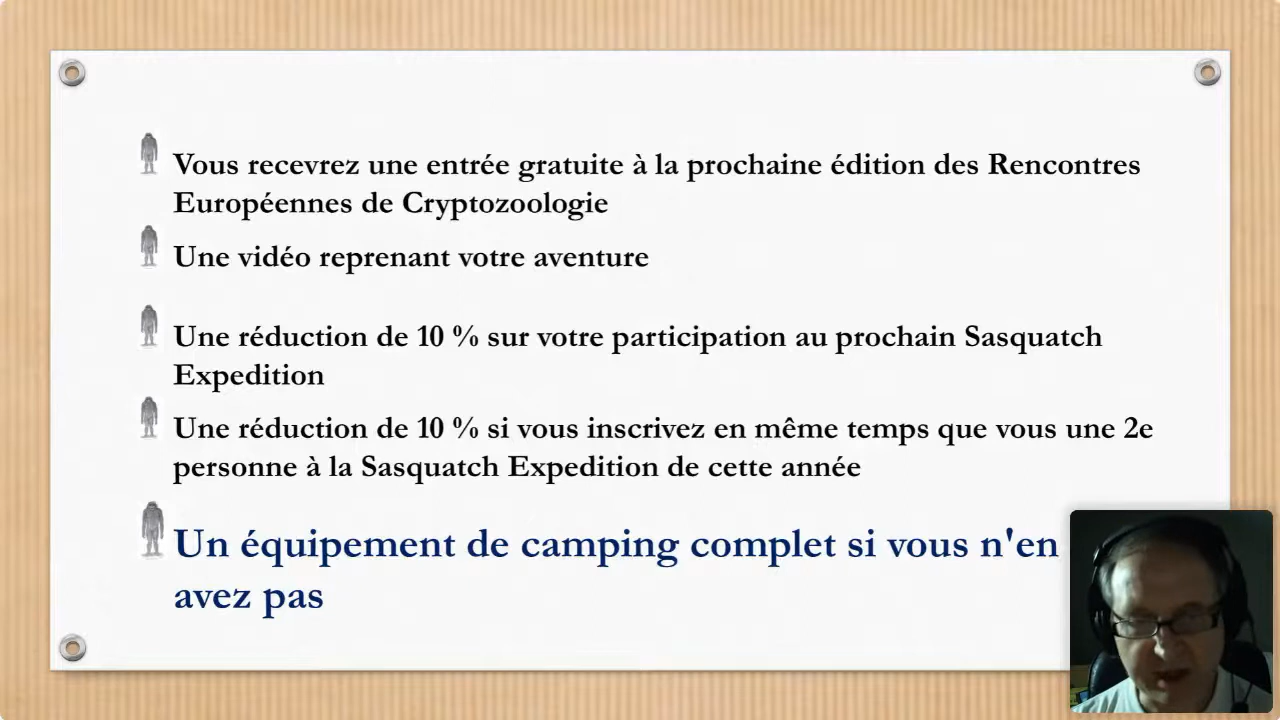 Vous recevrez une entrée gratuite à la prochaine édition des Rencontres
Européennes de Cryptozoologie
Une vidéo reprenant votre aventure
Une réduction de 10 % sur votre participation au prochain Sasquatch
Expedition
Une réduction de 10 % si vous inscrivez en même temps que vous une 2e
personne à la Sasquatch Expedition de cette année
Un équipement de camping complet si vous n'en
avez pas